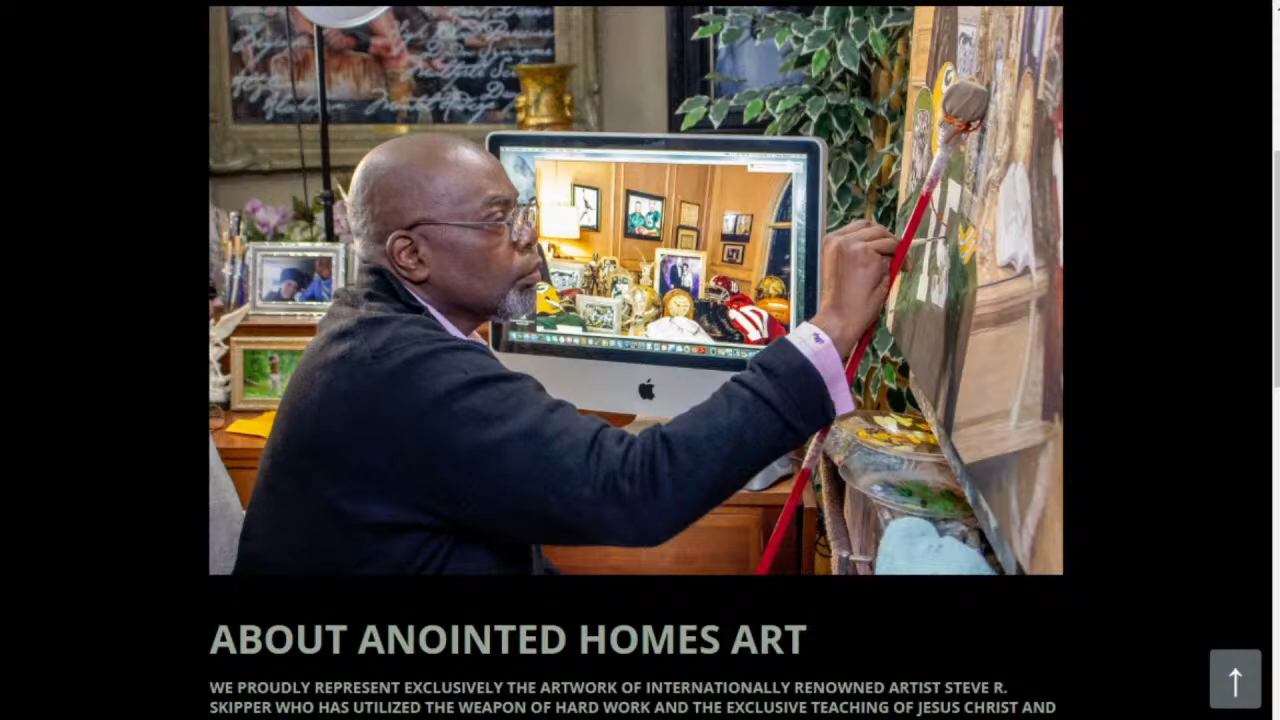 Multiple
ABOUT ANOINTED HOMES ART
WE PROUDLY REPRESENT EXCLUSIVELY THE ARTWORK OF INTERNATIONALLY RENOWNED ARTIST STEVE R.
SKIPPER WHO HAS UTILIZED THE WEAPON OF HARD WORK AND THE EXCLUSIVE TEACHING OF JESUS CHRIST AND